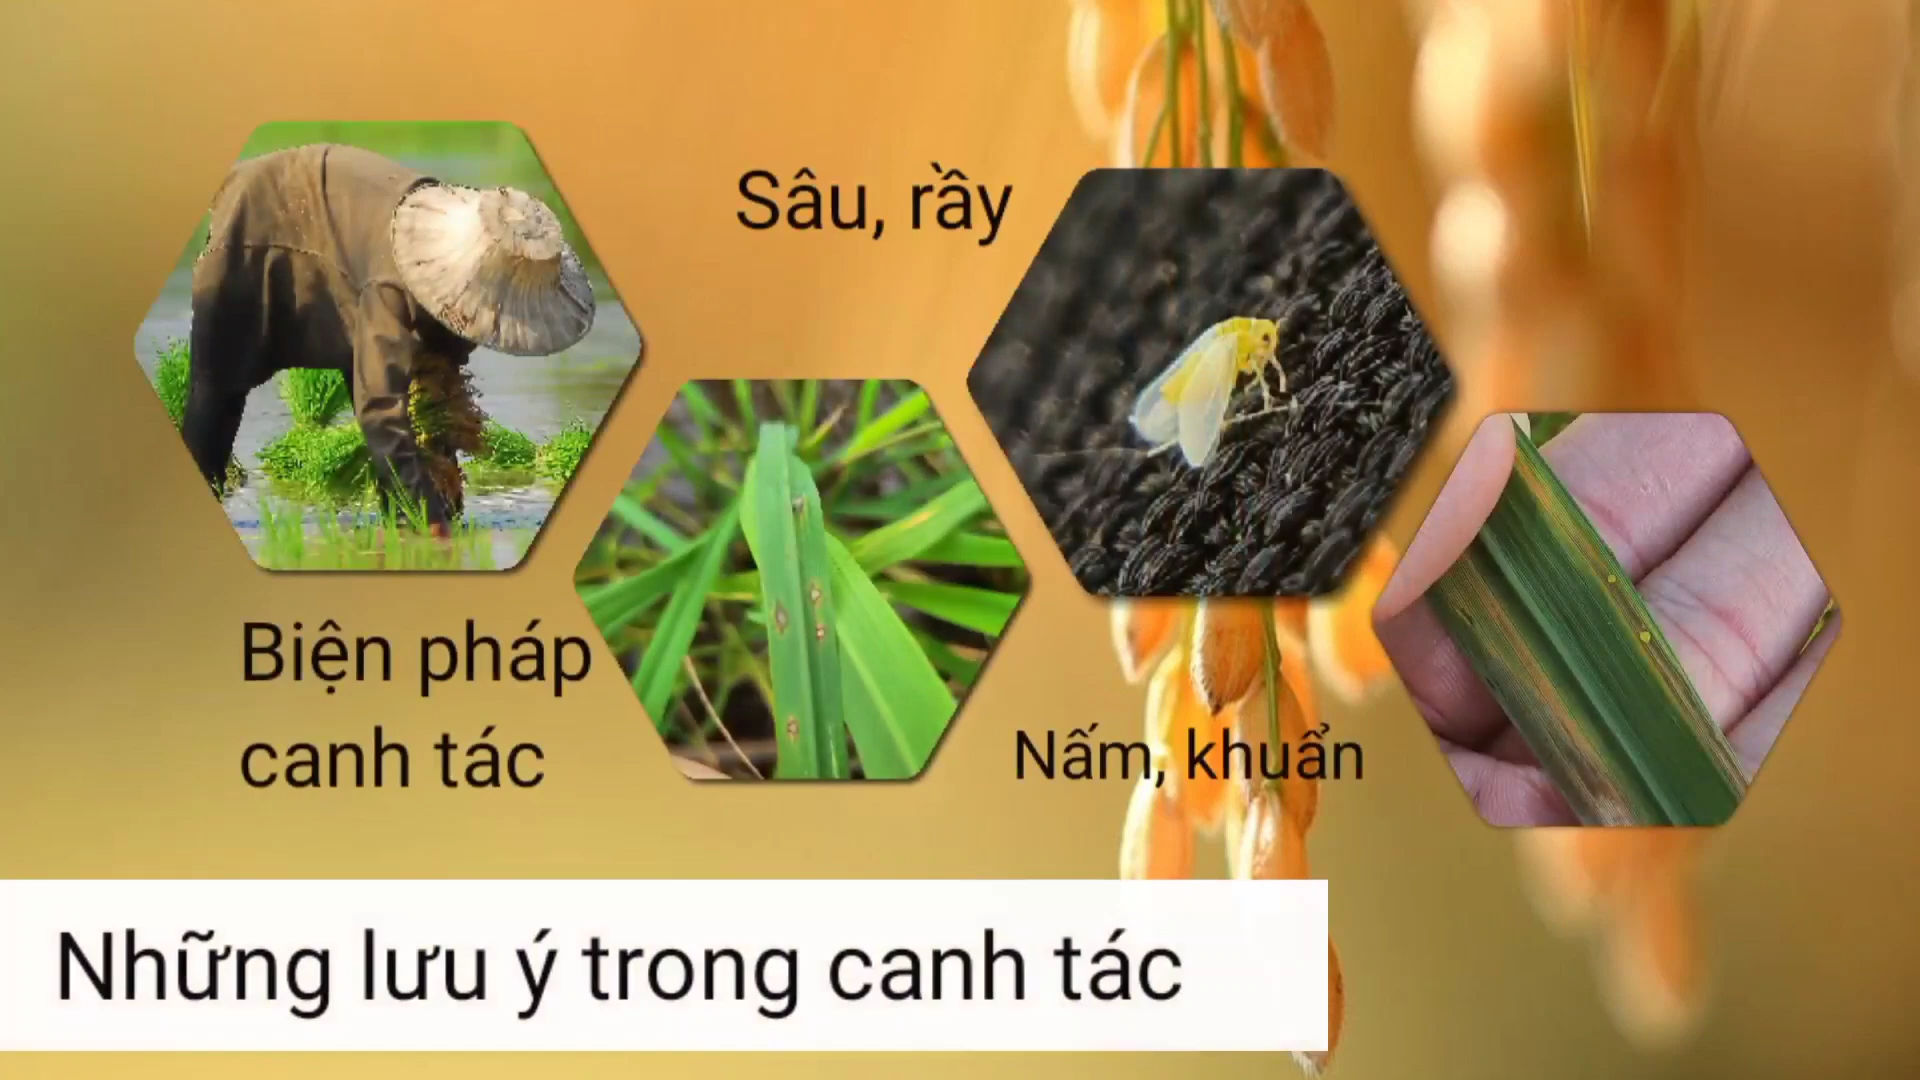 Sâu, rầy
Biện pháp
canh tác
Nấm, khuẩn
Những lưu ý trong canh tác